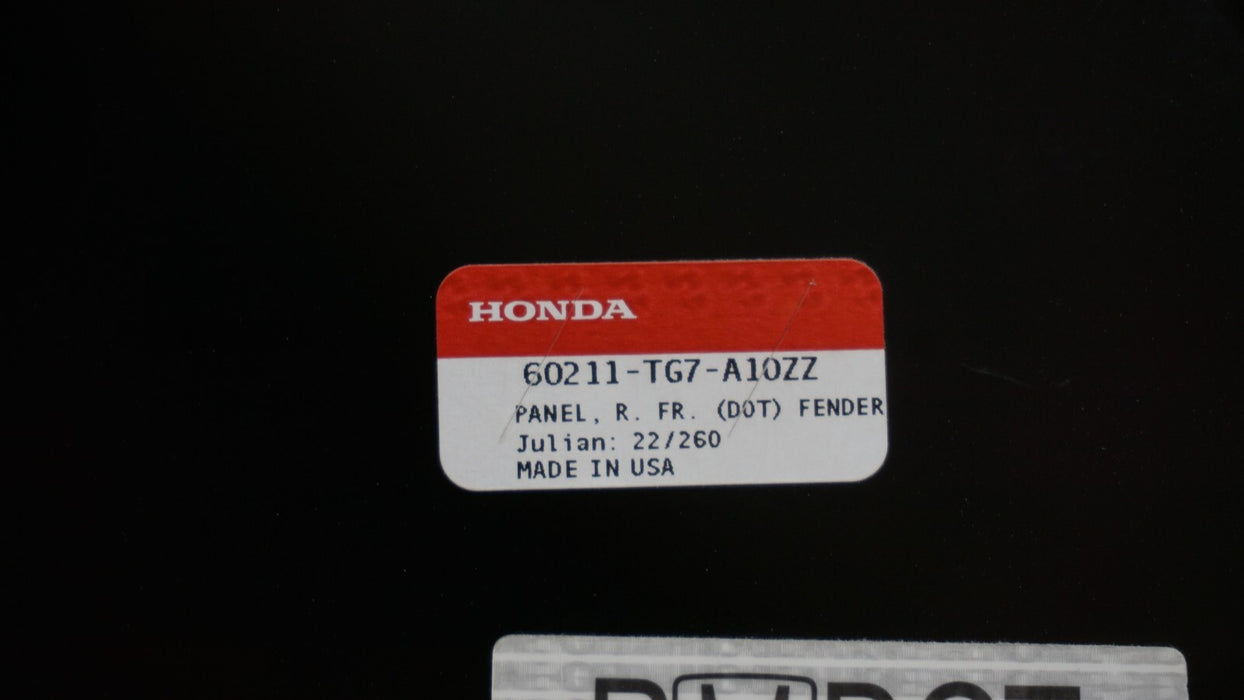 HONDA
60211-TG7-A10ZZ
PANEL, R. FR. (DOT) FENDER
Julian: 22/260
MADE IN USA